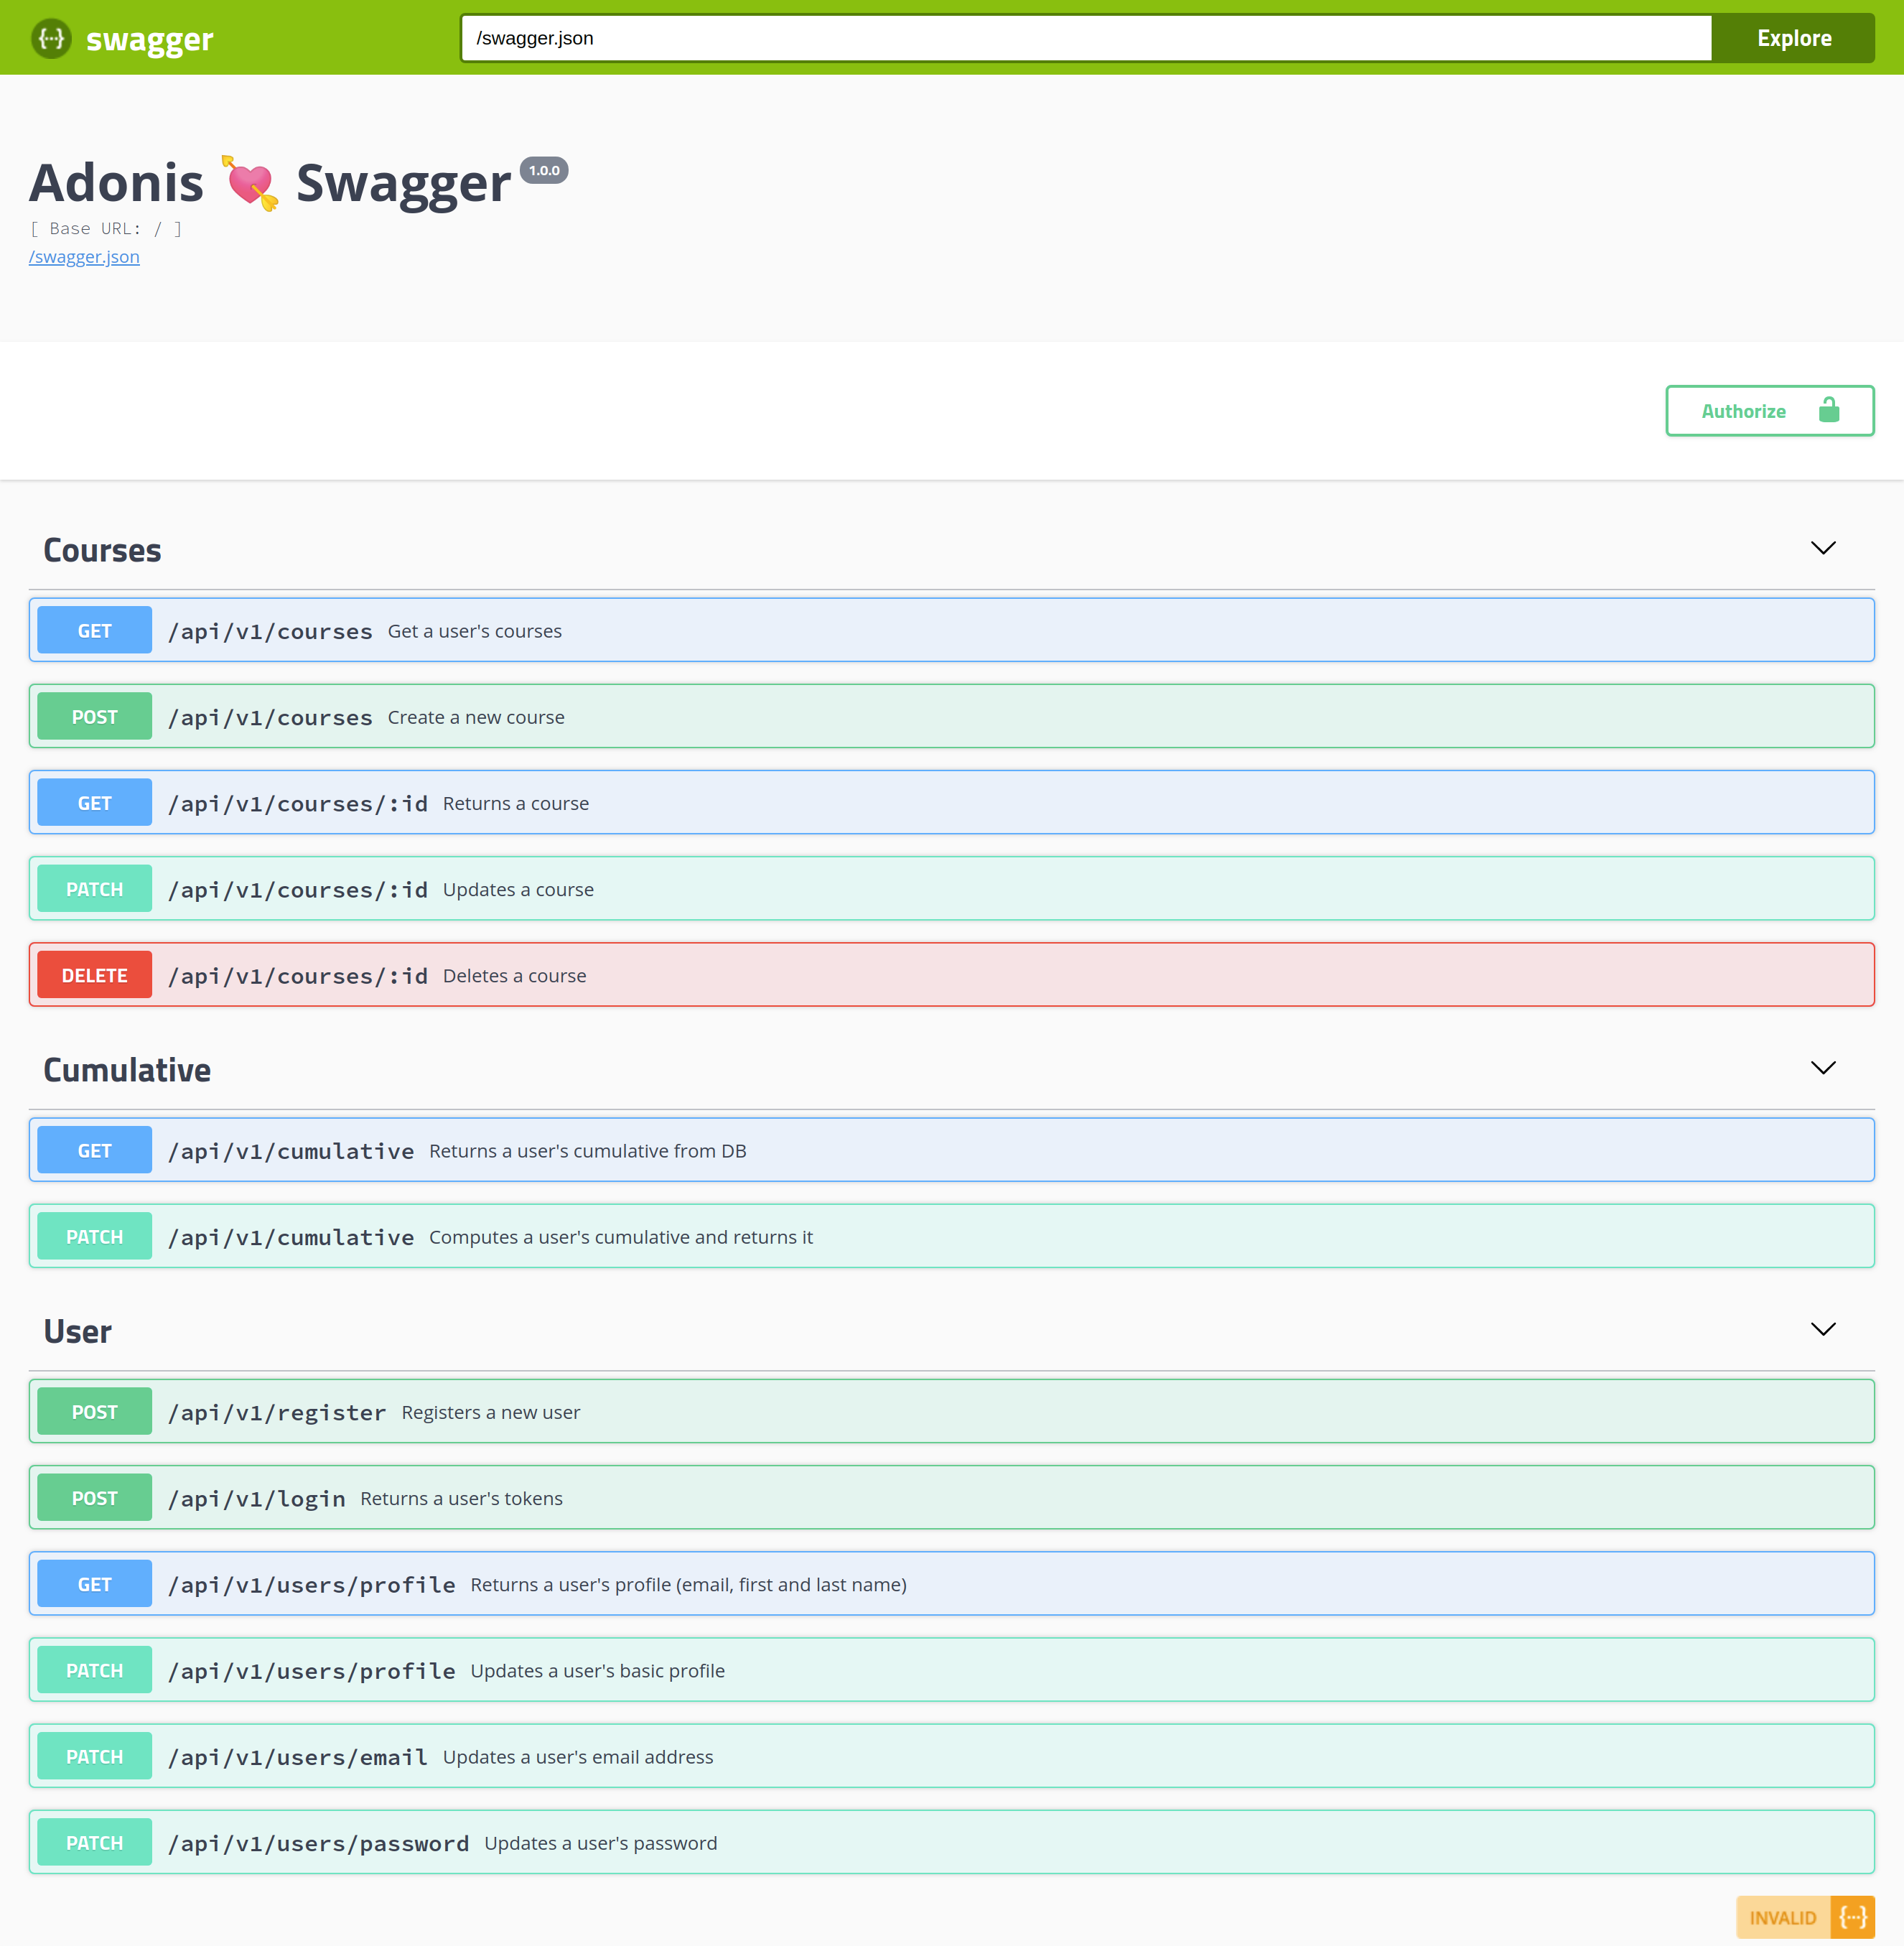 {···} swagger /swagger.json Explore
Adonis 💘 Swagger 1.0.0
[ Base URL: / ]
/swagger.json
Authorize
Courses
GET /api/v1/courses Get a user's courses
POST /api/v1/courses Create a new course
GET /api/v1/courses/:id Returns a course
PATCH /api/v1/courses/:id Updates a course
DELETE /api/v1/courses/:id Deletes a course
Cumulative
GET /api/v1/cumulative Returns a user's cumulative from DB
PATCH /api/v1/cumulative Computes a user's cumulative and returns it
User
POST /api/v1/register Registers a new user
POST /api/v1/login Returns a user's tokens
GET /api/v1/users/profile Returns a user's profile (email, first and last name)
PATCH /api/v1/users/profile Updates a user's basic profile
PATCH /api/v1/users/email Updates a user's email address
PATCH /api/v1/users/password Updates a user's password
INVALID {···}